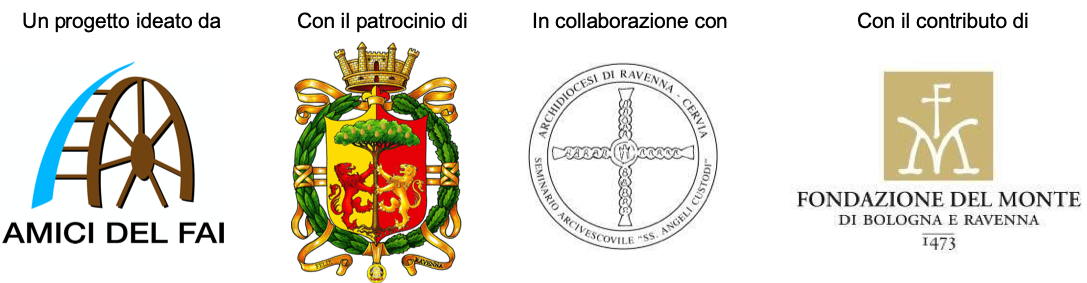 Un progetto ideato da
Con il patrocinio di
In collaborazione con
Con il contributo di
AMICI DEL FAI
RAVENNA
ARCHIDIOCESI DI RAVENNA - CERVIA
SEMINARIO ARCIVESCOVILE "SS. ANGELI CUSTODI"
FM
FONDAZIONE DEL MONTE
DI BOLOGNA E RAVENNA
1473